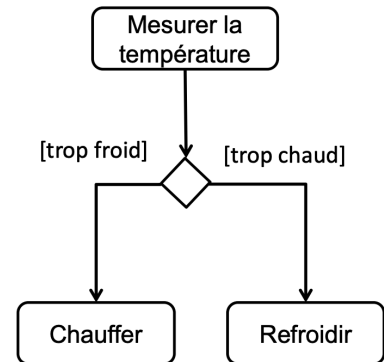 Mesurer la
température
[trop froid]
[trop chaud]
Chauffer
Refroidir